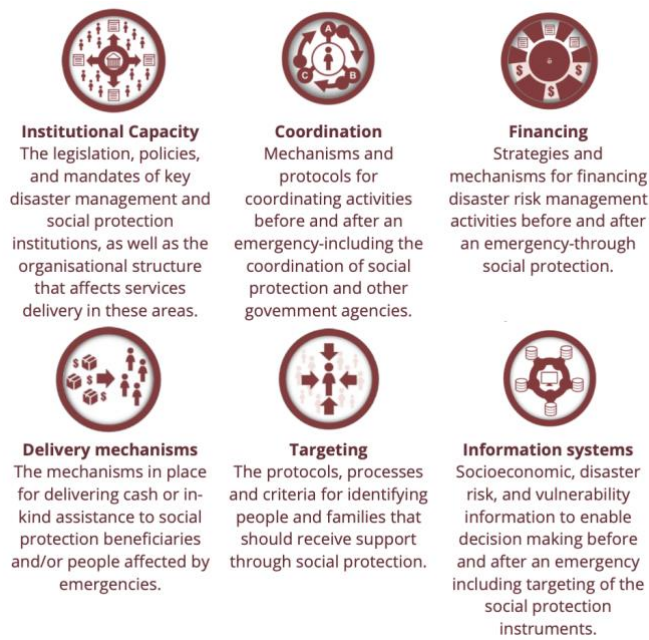 A
B
C
$
$
$
Institutional Capacity
The legislation, policies,
and mandates of key
disaster management and
social protection
institutions, as well as the
organisational structure
that affects services
delivery in these areas.
Coordination
Mechanisms and
protocols for
coordinating activities
before and after an
emergency-including the
coordination of social
protection and other
government agencies.
Financing
Strategies and
mechanisms for financing
disaster risk management
activities before and after
an emergency-through
social protection.
$
$
$
Delivery mechanisms
The mechanisms in place
for delivering cash or in-
kind assistance to social
protection beneficiaries
and/or people affected by
emergencies.
Targeting
The protocols, processes
and criteria for identifying
people and families that
should receive support
through social protection.
Information systems
Socioeconomic, disaster
risk, and vulnerability
information to enable
decision making before
and after an emergency
including targeting of the
social protection
instruments.